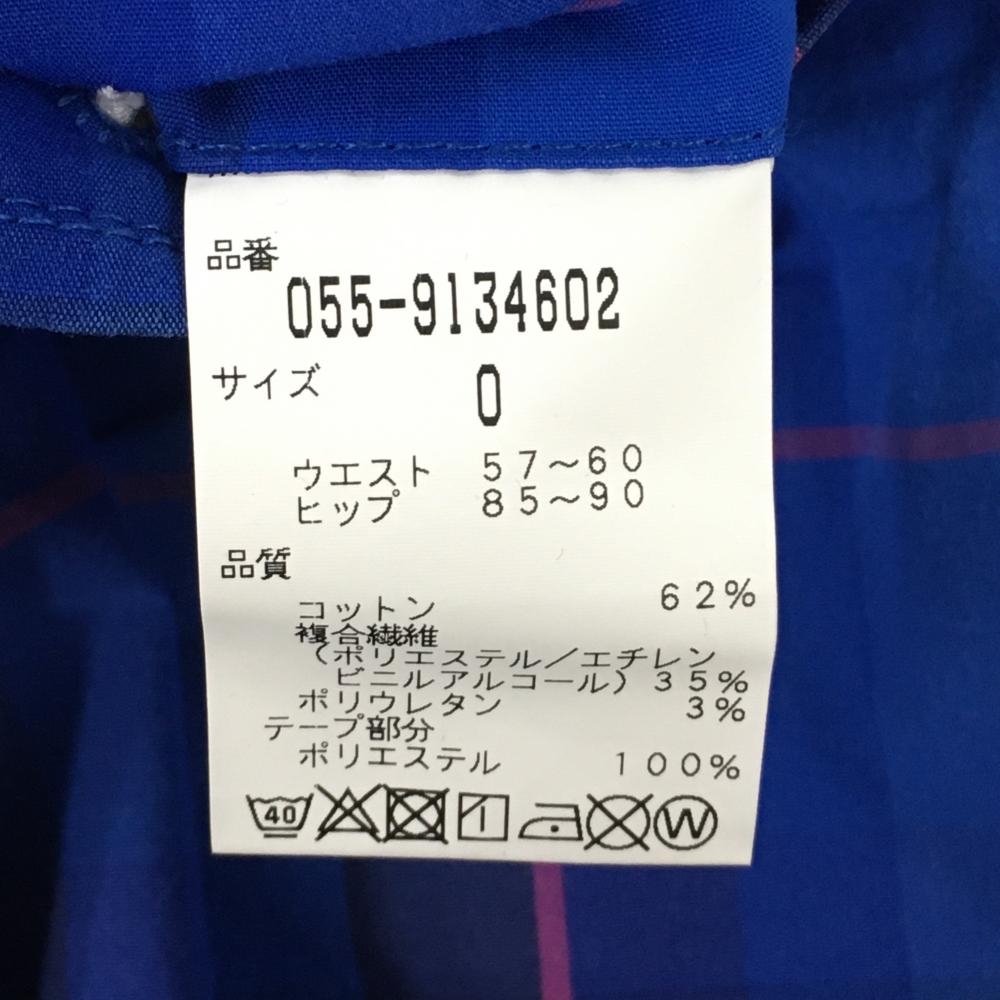 品番
055-9134602
サイズ 0
ウエスト 57～60
ヒップ 85～90
品質
コットン 62%
複合繊維
(ポリエステル/エチレン
ビニルアルコール) 35%
ポリウレタン 3%
テープ部分
ポリエステル 100%
40 W